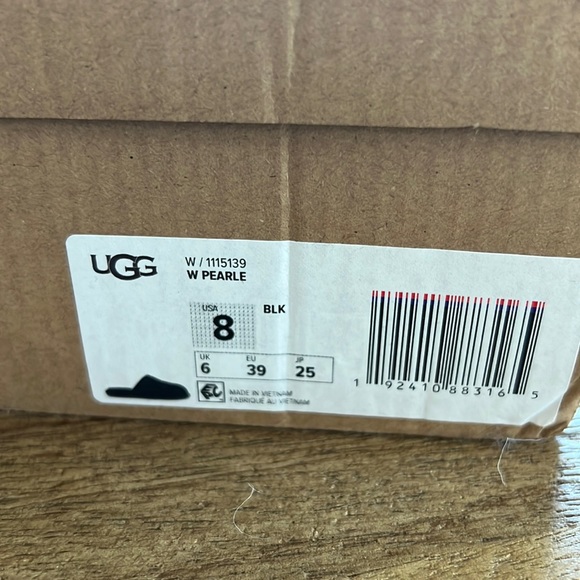 UGG
W / 1115139
W PEARLE
USA
8
BLK
UK EU JP
6 39 25
MADE IN VIETNAM
FABRIQUÉ AU VIETNAM
1 92410 88316 5